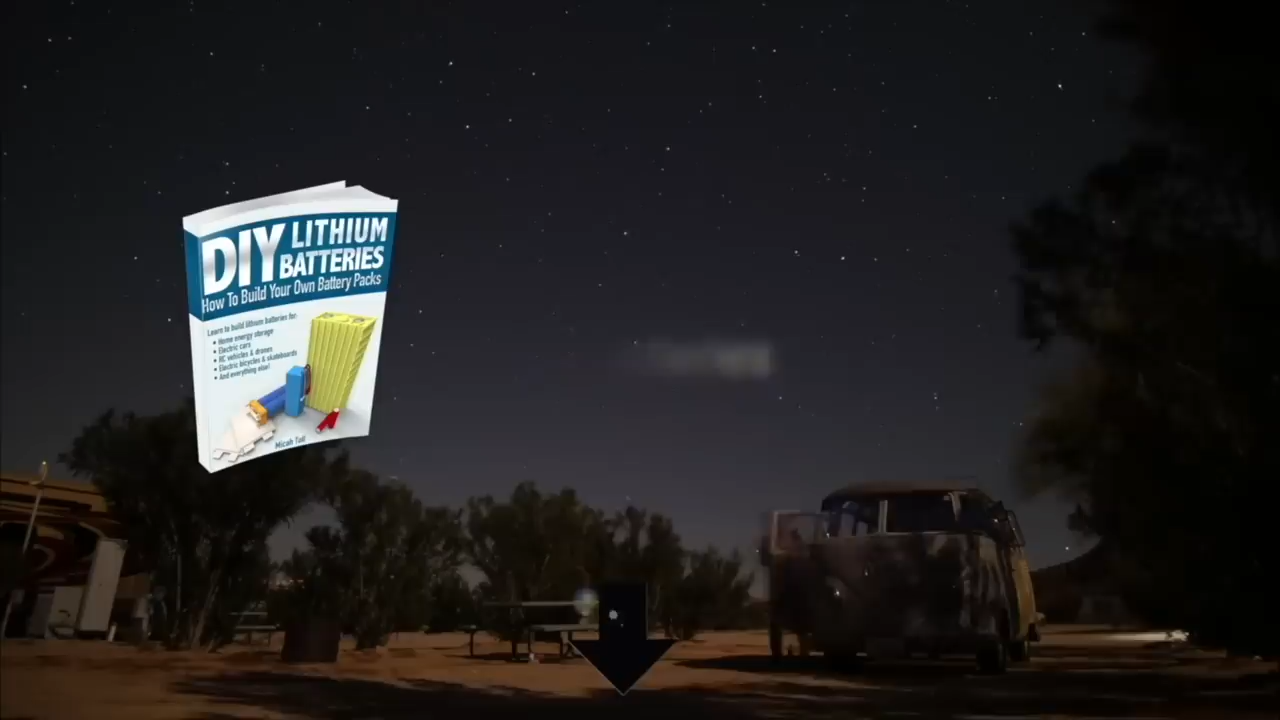 DIY LITHIUM
BATTERIES
How To Build Your Own Battery Packs
Learn to build lithium batteries for:
• Home energy storage
• Electric cars
• RC vehicles & drones
• Electric bicycles & skateboards
• And everything else!
Micah Toll